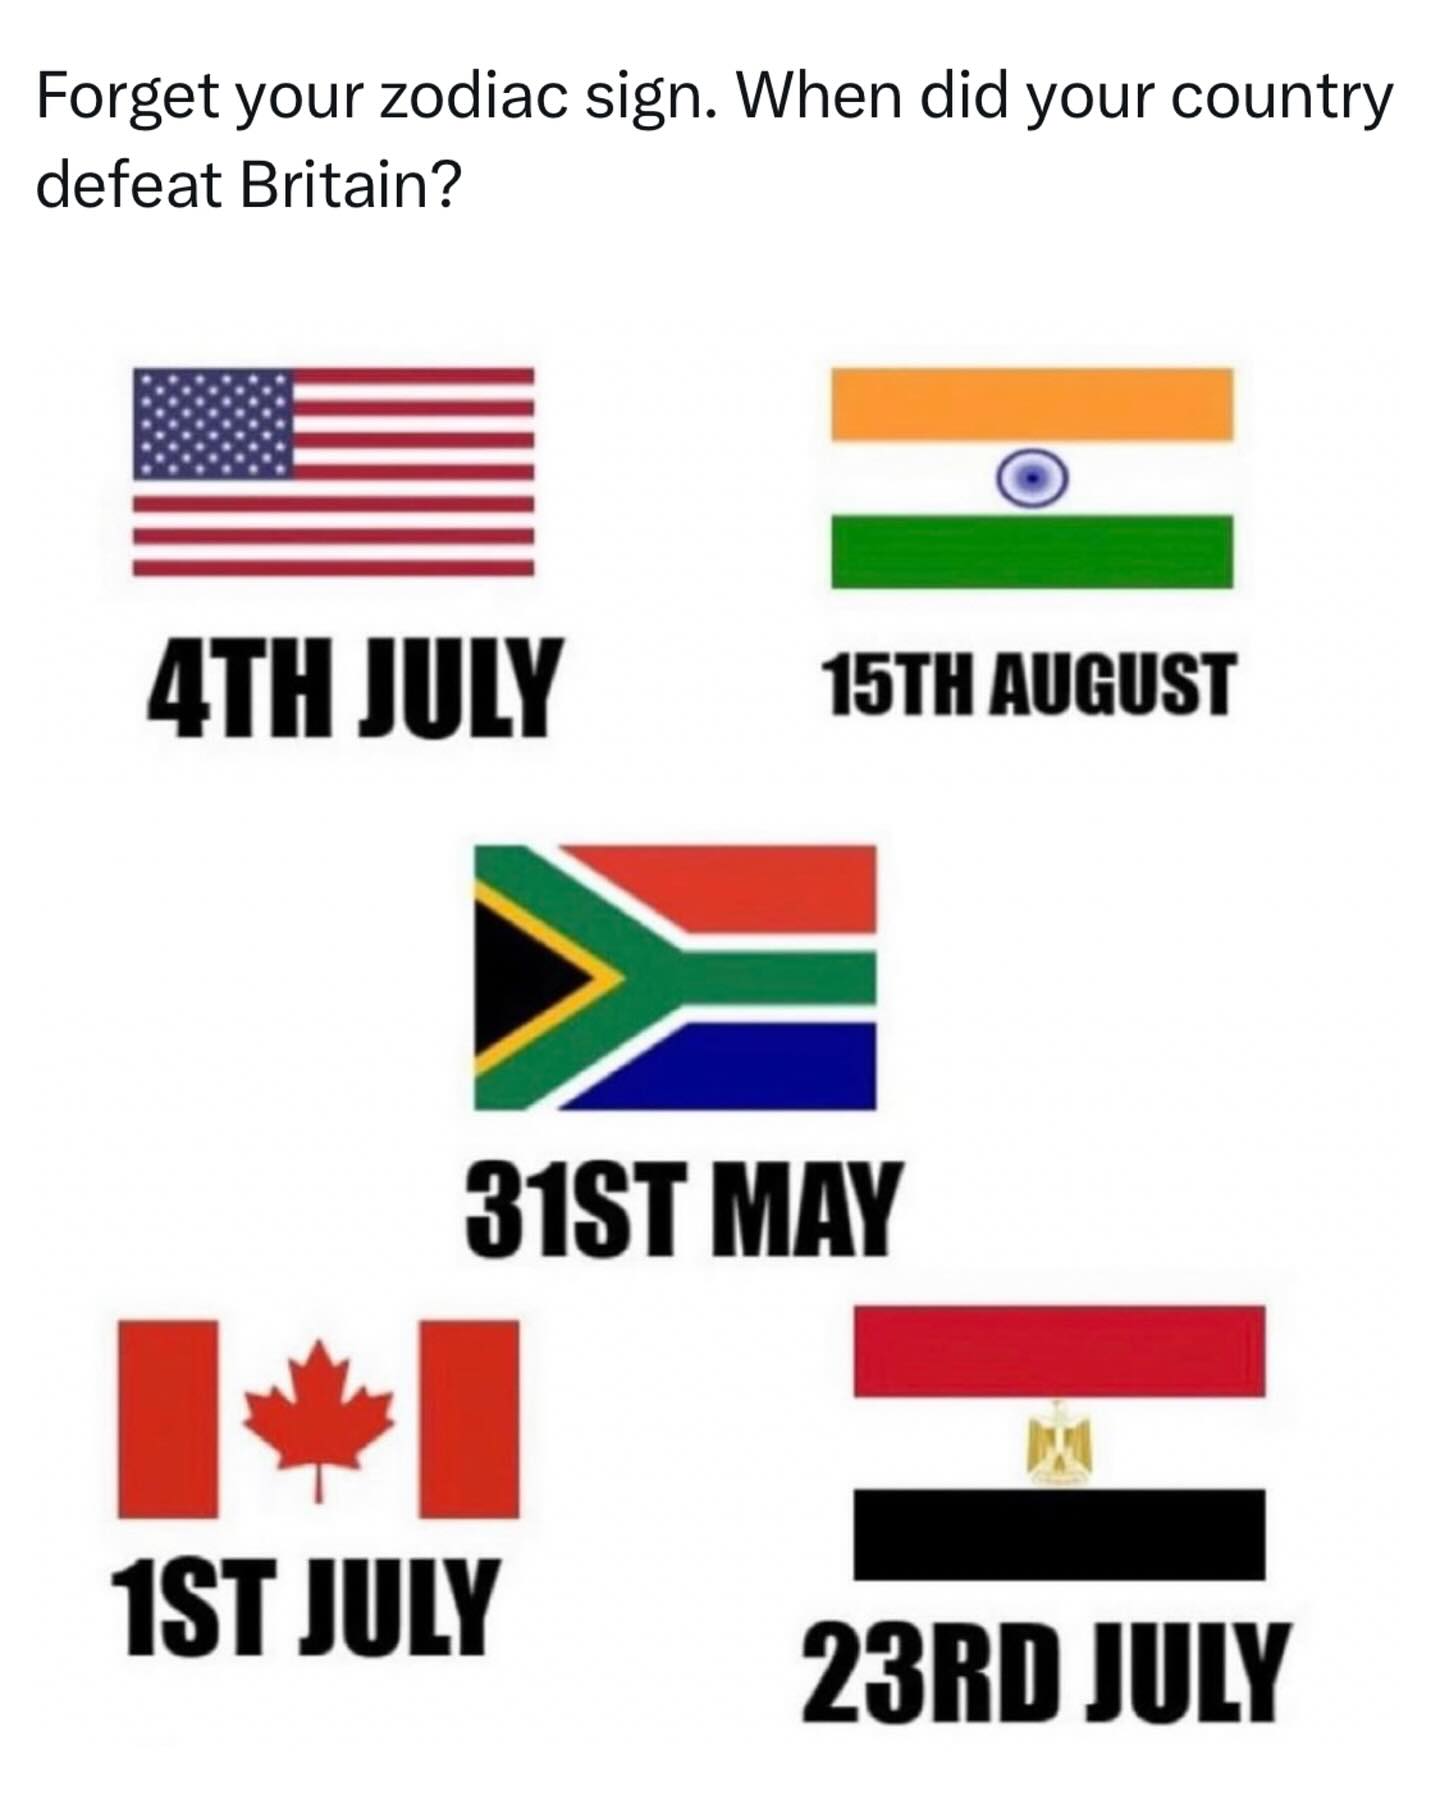 Forget your zodiac sign. When did your country
defeat Britain?
4TH JULY
15TH AUGUST
31ST MAY
1ST JULY
23RD JULY